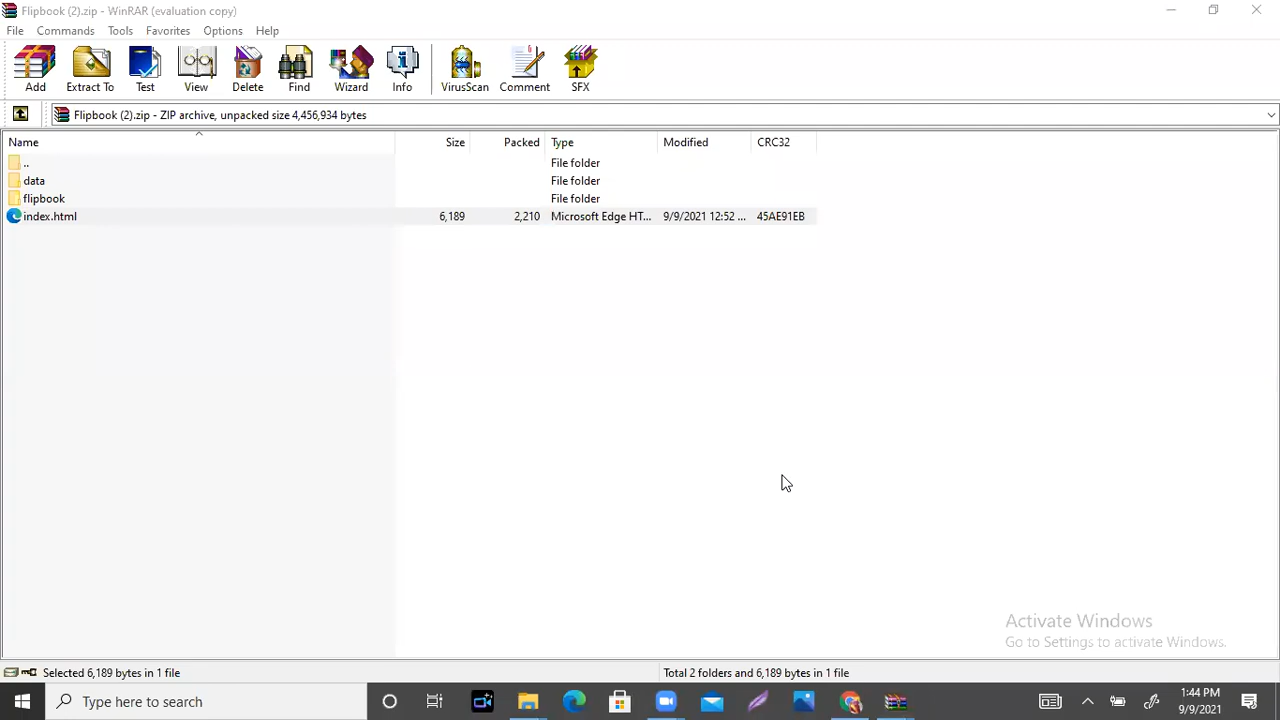 Flipbook (2).zip - WinRAR (evaluation copy)
File Commands Tools Favorites Options Help
Add Extract To Test View Delete Find Wizard Info VirusScan Comment SFX
Flipbook (2).zip - ZIP archive, unpacked size 4,456,934 bytes
Name Size Packed Type Modified CRC32
.. File folder
data File folder
flipbook File folder
index.html 6,189 2,210 Microsoft Edge HT... 9/9/2021 12:52 ... 45AE91EB
Activate Windows
Go to Settings to activate Windows.
Selected 6,189 bytes in 1 file Total 2 folders and 6,189 bytes in 1 file
Type here to search
1:44 PM
9/9/2021